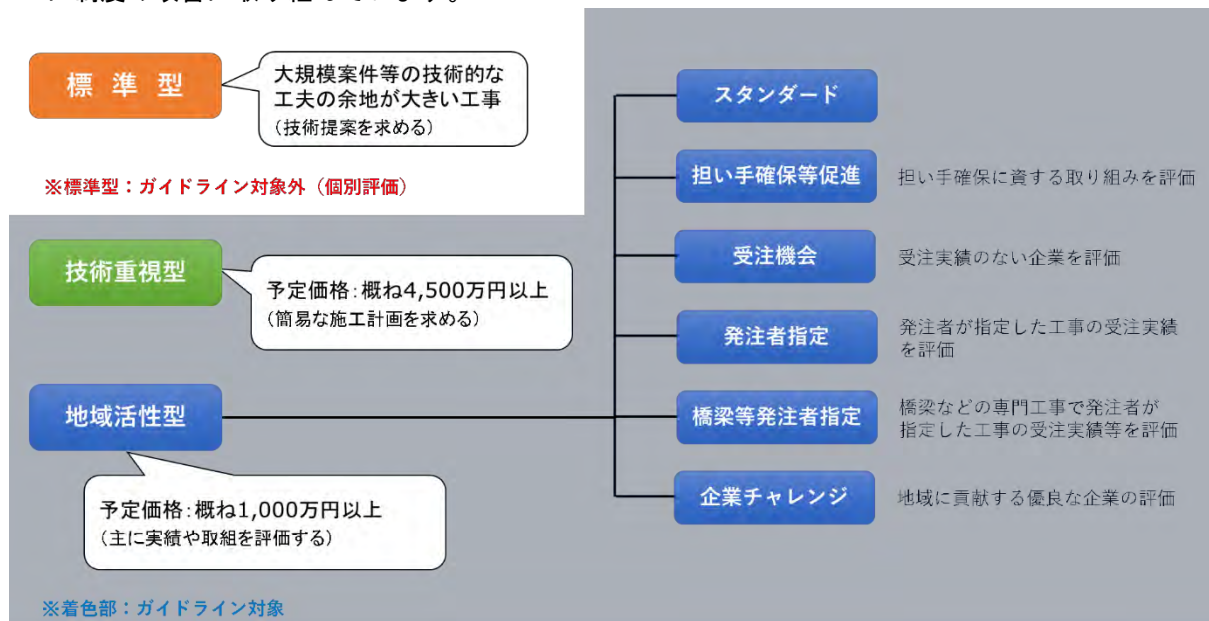 標 準 型
大規模案件等の技術的な
工夫の余地が大きい工事
（技術提案を求める）
※標準型：ガイドライン対象外（個別評価）
技術重視型
予定価格：概ね4,500万円以上
（簡易な施工計画を求める）
地域活性型
予定価格：概ね1,000万円以上
（主に実績や取組を評価する）
※着色部：ガイドライン対象
スタンダード
担い手確保等促進
担い手確保に資する取り組みを評価
受注機会
受注実績のない企業を評価
発注者指定
発注者が指定した工事の受注実績
を評価
橋梁等発注者指定
橋梁などの専門工事で発注者が
指定した工事の受注実績等を評価
企業チャレンジ
地域に貢献する優良な企業の評価